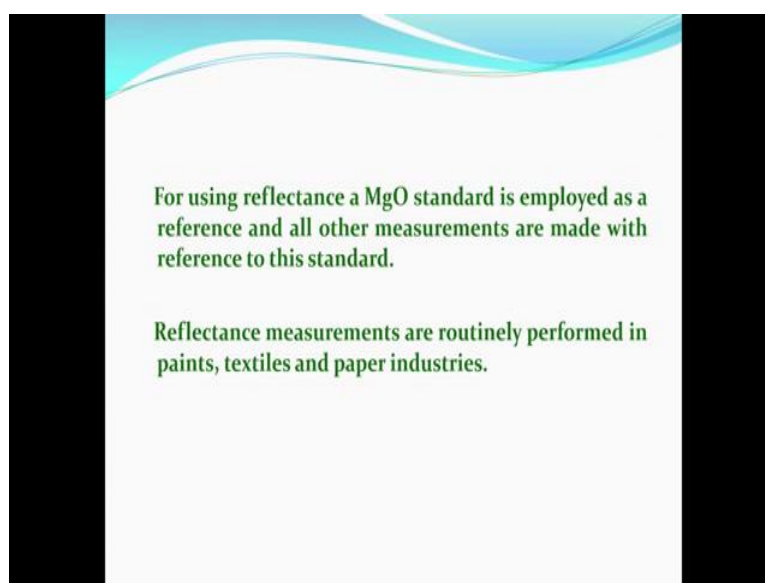 For using reflectance a MgO standard is employed as a
reference and all other measurements are made with
reference to this standard.
Reflectance measurements are routinely performed in
paints, textiles and paper industries.